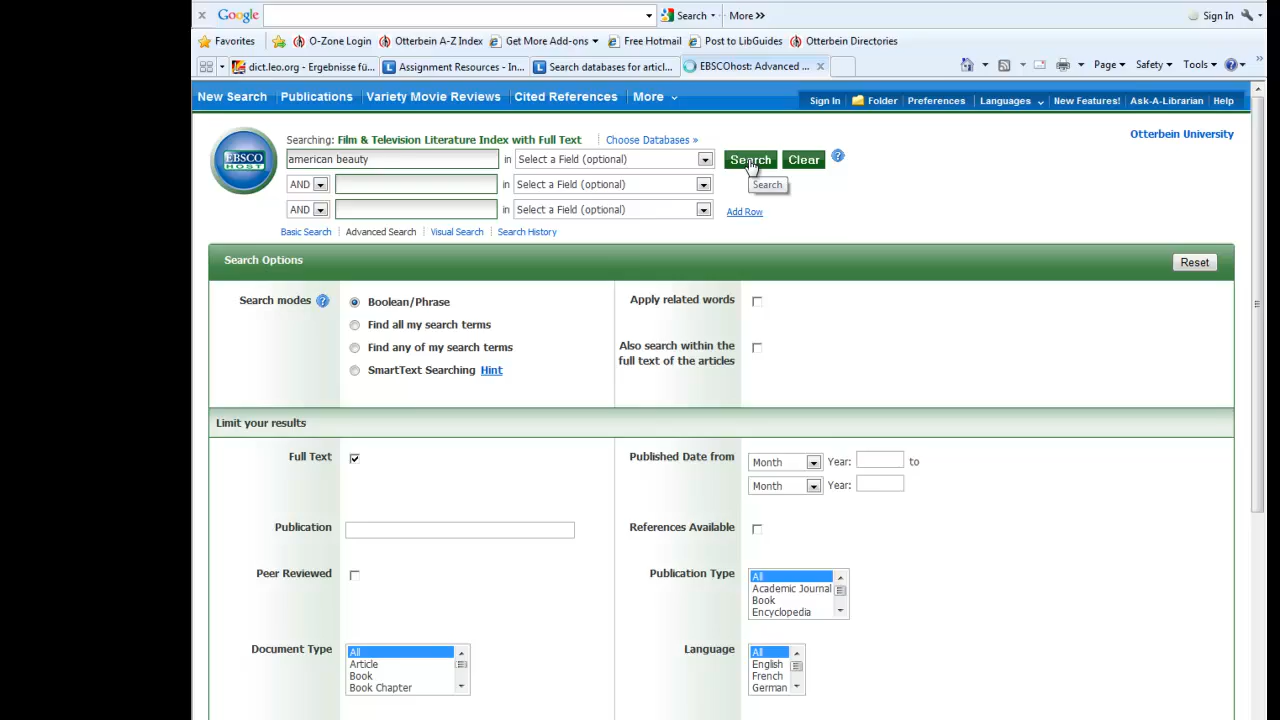 Google Search More » Sign In
Favorites O-Zone Login Otterbein A-Z Index Get More Add-ons Free Hotmail Post to LibGuides Otterbein Directories
dict.leo.org - Ergebnisse fü... Assignment Resources - In... Search databases for articl... EBSCOhost: Advanced ... Page Safety Tools »
New Search Publications Variety Movie Reviews Cited References More Sign In Folder Preferences Languages New Features! Ask-A-Librarian Help
Searching: Film & Television Literature Index with Full Text Choose Databases » Otterbein University
EBSCO HOST
american beauty in Select a Field (optional) Search Clear
AND in Select a Field (optional) Search
AND in Select a Field (optional) Add Row
Basic Search Advanced Search Visual Search Search History
Search Options Reset
Search modes Boolean/Phrase Apply related words
Find all my search terms
Find any of my search terms Also search within the
full text of the articles
SmartText Searching Hint
Limit your results
Full Text Published Date from Month Year: to
Month Year:
Publication References Available
Peer Reviewed Publication Type All
Academic Journal
Book
Encyclopedia
Document Type All Language All
Article English
Book French
Book Chapter German